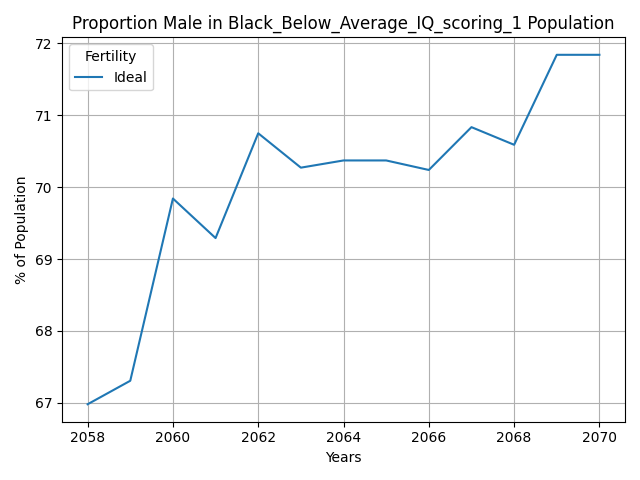 Proportion Male in Black_Below_Average_IQ_scoring_1 Population
Fertility
Ideal
72
71
70
69
68
67
% of Population
2058 2060 2062 2064 2066 2068 2070
Years